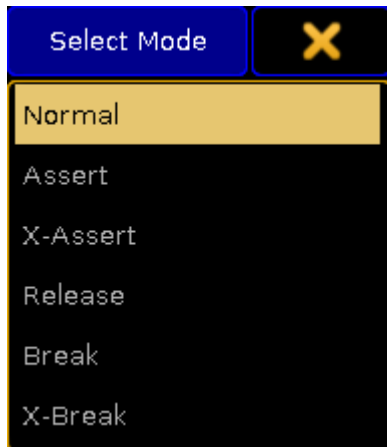 Select Mode
Normal
Assert
X-Assert
Release
Break
X-Break